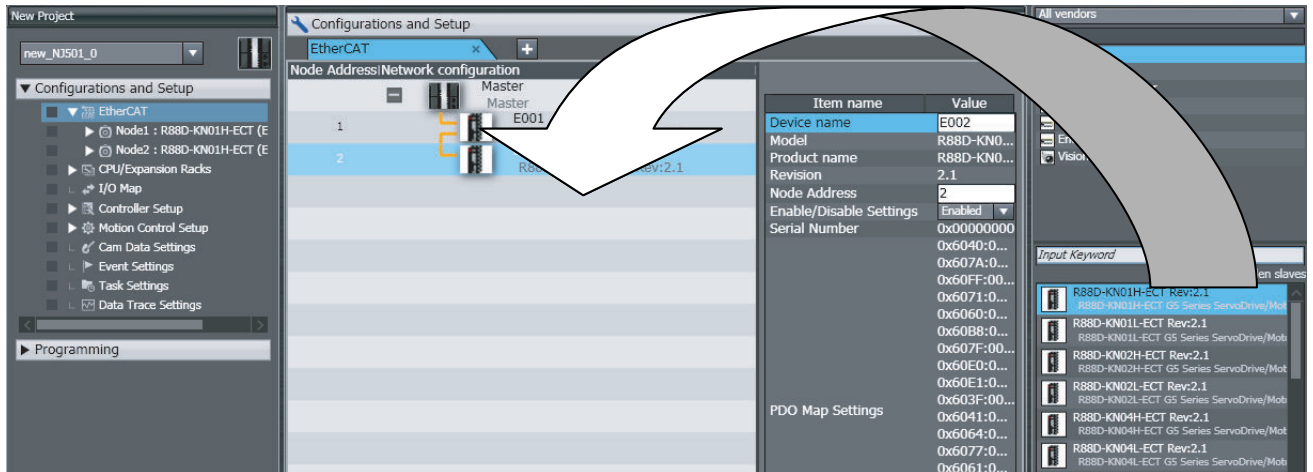 New Project
new_NJ501_0
Configurations and Setup
EtherCAT
Node1 : R88D-KN01H-ECT (E
Node2 : R88D-KN01H-ECT (E
CPU/Expansion Racks
I/O Map
Controller Setup
Motion Control Setup
Cam Data Settings
Event Settings
Task Settings
Data Trace Settings
Programming
Configurations and Setup
EtherCAT
Node Address|Network configuration
Master
Master
1
E001
2
Rev:2.1
Item name Value
Device name E002
Model R88D-KN0...
Product name R88D-KN0...
Revision 2.1
Node Address 2
Enable/Disable Settings Enabled
Serial Number 0x00000000
0x6040:0...
0x607A:0...
0x60FF:00...
0x6071:0...
0x6060:0...
0x60B8:0...
0x607F:00...
0x60E0:0...
0x60E1:0...
0x603F:00...
PDO Map Settings
0x6041:0...
0x6064:0...
0x6077:0...
0x6061:0...
All vendors
Vision
Input Keyword
en slaves
R88D-KN01H-ECT Rev:2.1
R88D-KN01H-ECT G5 Series ServoDrive/Mot
R88D-KN01L-ECT Rev:2.1
R88D-KN01L-ECT G5 Series ServoDrive/Mot
R88D-KN02H-ECT Rev:2.1
R88D-KN02H-ECT G5 Series ServoDrive/Mot
R88D-KN02L-ECT Rev:2.1
R88D-KN02L-ECT G5 Series ServoDrive/Mot
R88D-KN04H-ECT Rev:2.1
R88D-KN04H-ECT G5 Series ServoDrive/Mot
R88D-KN04L-ECT Rev:2.1
R88D-KN04L-ECT G5 Series ServoDrive/Mot